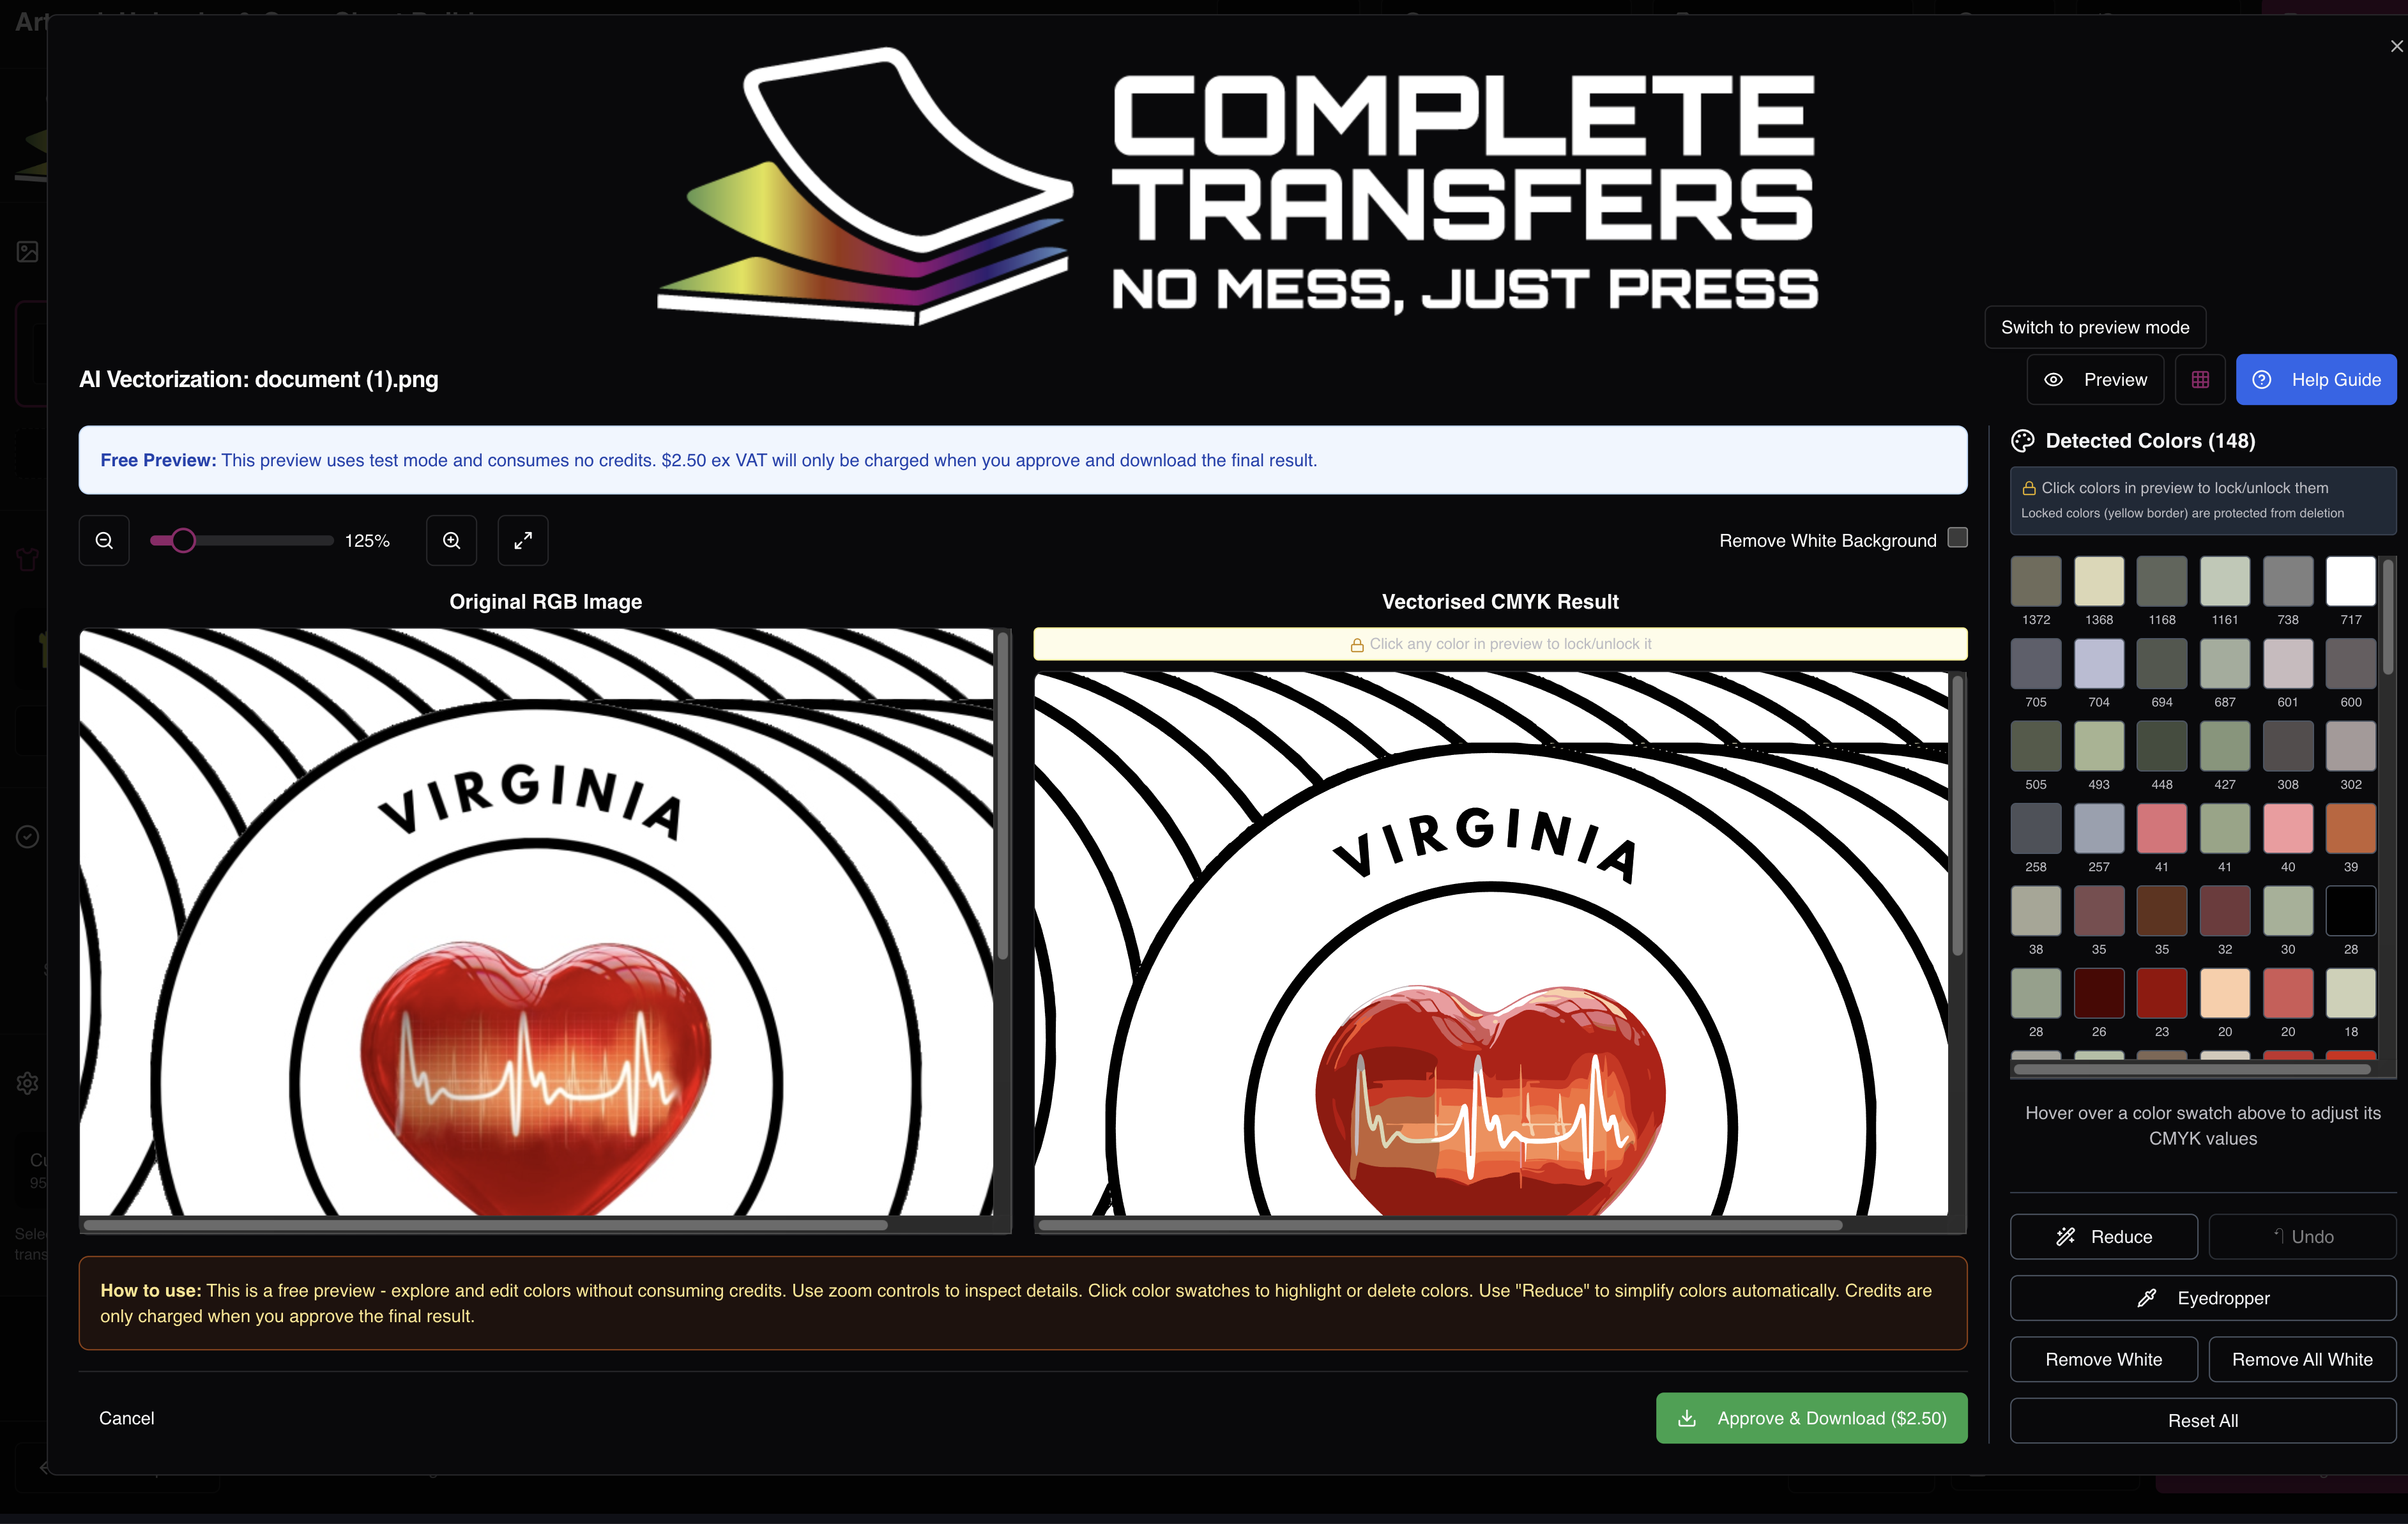 COMPLETE
TRANSFERS
NO MESS, JUST PRESS
Switch to preview mode
AI Vectorization: document (1).png
Preview
Help Guide
Free Preview: This preview uses test mode and consumes no credits. $2.50 ex VAT will only be charged when you approve and download the final result.
125%
Remove White Background
Original RGB Image
VIRGINIA
Vectorised CMYK Result
Click any color in preview to lock/unlock it
VIRGINIA
How to use: This is a free preview - explore and edit colors without consuming credits. Use zoom controls to inspect details. Click color swatches to highlight or delete colors. Use "Reduce" to simplify colors automatically. Credits are
only charged when you approve the final result.
Cancel
Approve & Download ($2.50)
Detected Colors (148)
Click colors in preview to lock/unlock them
Locked colors (yellow border) are protected from deletion
1372 1368 1168 1161 738 717
705 704 694 687 601 600
505 493 448 427 308 302
258 257 41 41 40 39
38 35 35 32 30 28
28 26 23 20 20 18
Hover over a color swatch above to adjust its
CMYK values
Reduce
Undo
Eyedropper
Remove White
Remove All White
Reset All